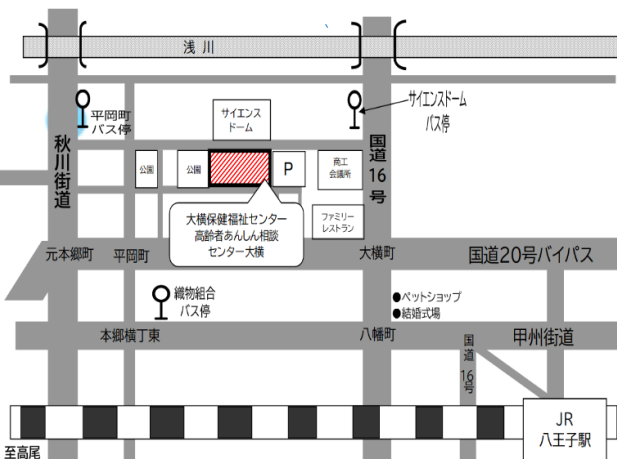 浅川
平岡町
バス停
サイエンス
ドーム
サイエンスドーム
バス停
秋川街道
国道16号
公園
公園
P
商工
会議所
大横保健福祉センター
高齢者あんしん相談
センター大横
ファミリー
レストラン
元本郷町
平岡町
大横町
国道20号バイパス
織物組合
バス停
●ペットショップ
●結婚式場
本郷横丁東
八幡町
国道16号
甲州街道
JR
八王子駅
至高尾